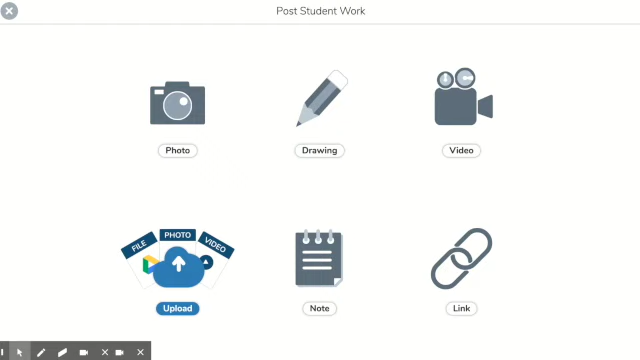 Post Student Work
Photo
Drawing
Video
FILE
PHOTO
VIDEO
Upload
Note
Link